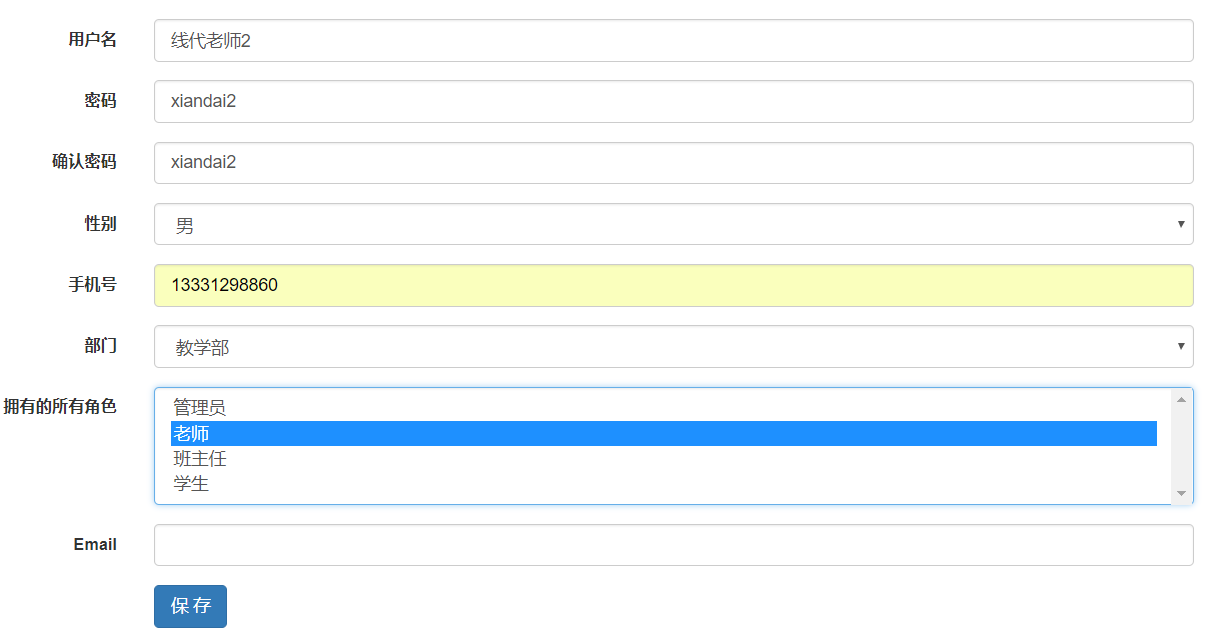 用户名 线代老师2
密码 xiandai2
确认密码 xiandai2
性别 男
手机号 13331298860
部门 教学部
拥有的所有角色 管理员
老师
班主任
学生
Email
保存